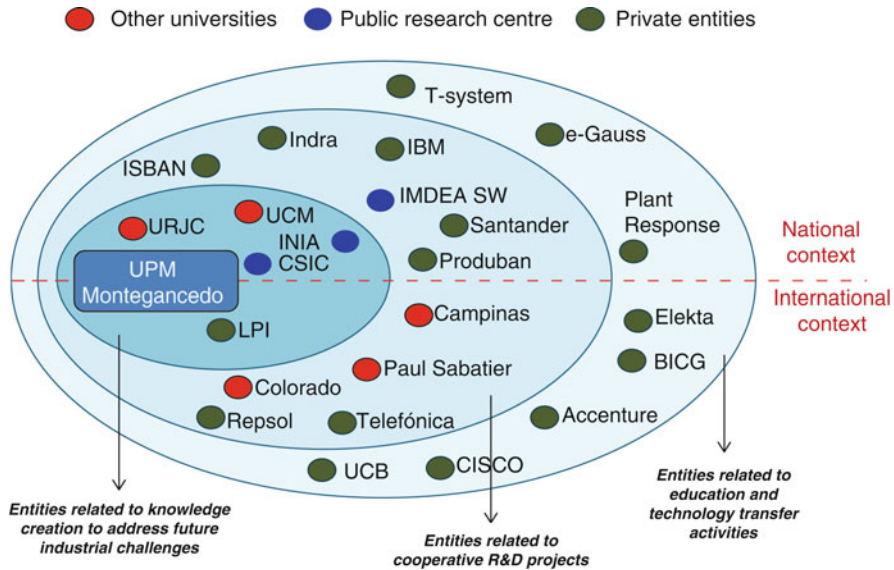 Other universities
Public research centre
Private entities
T-system
e-Gauss
Indra
IBM
ISBAN
IMDEA SW
Plant
Response
UCM
URJC
Santander
National
context
INIA
CSIC
Produban
UPM
Montegancedo
International
context
Campinas
Elekta
LPI
BICG
Paul Sabatier
Colorado
Repsol
Telefónica
Accenture
UCB
CISCO
Entities related to
education and
technology transfer
activities
Entities related to knowledge
creation to address future
industrial challenges
Entities related to
cooperative R&D projects